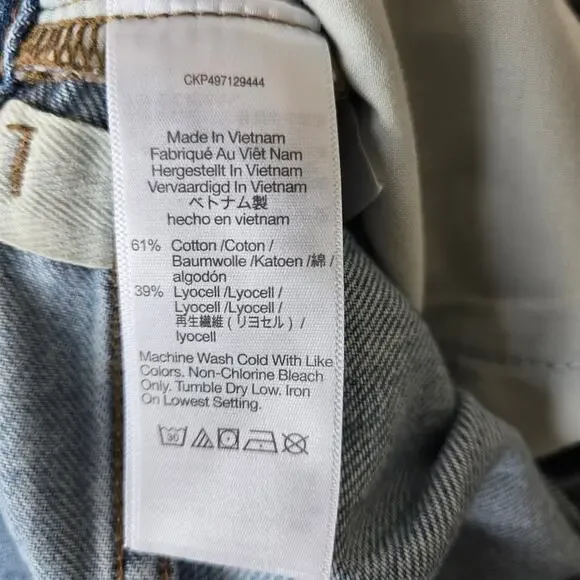 CKP497129444
Made In Vietnam
Fabriqué Au Viêt Nam
Hergestellt In Vietnam
Vervaardigd In Vietnam
ベトナム製
hecho en vietnam
61% Cotton /Coton /
Baumwolle /Katoen /綿 /
algodón
39% Lyocell /Lyocell /
Lyocell /Lyocell /
再生繊維 (リヨセル) /
lyocell
Machine Wash Cold With Like
Colors. Non-Chlorine Bleach
Only. Tumble Dry Low. Iron
On Lowest Setting.
30